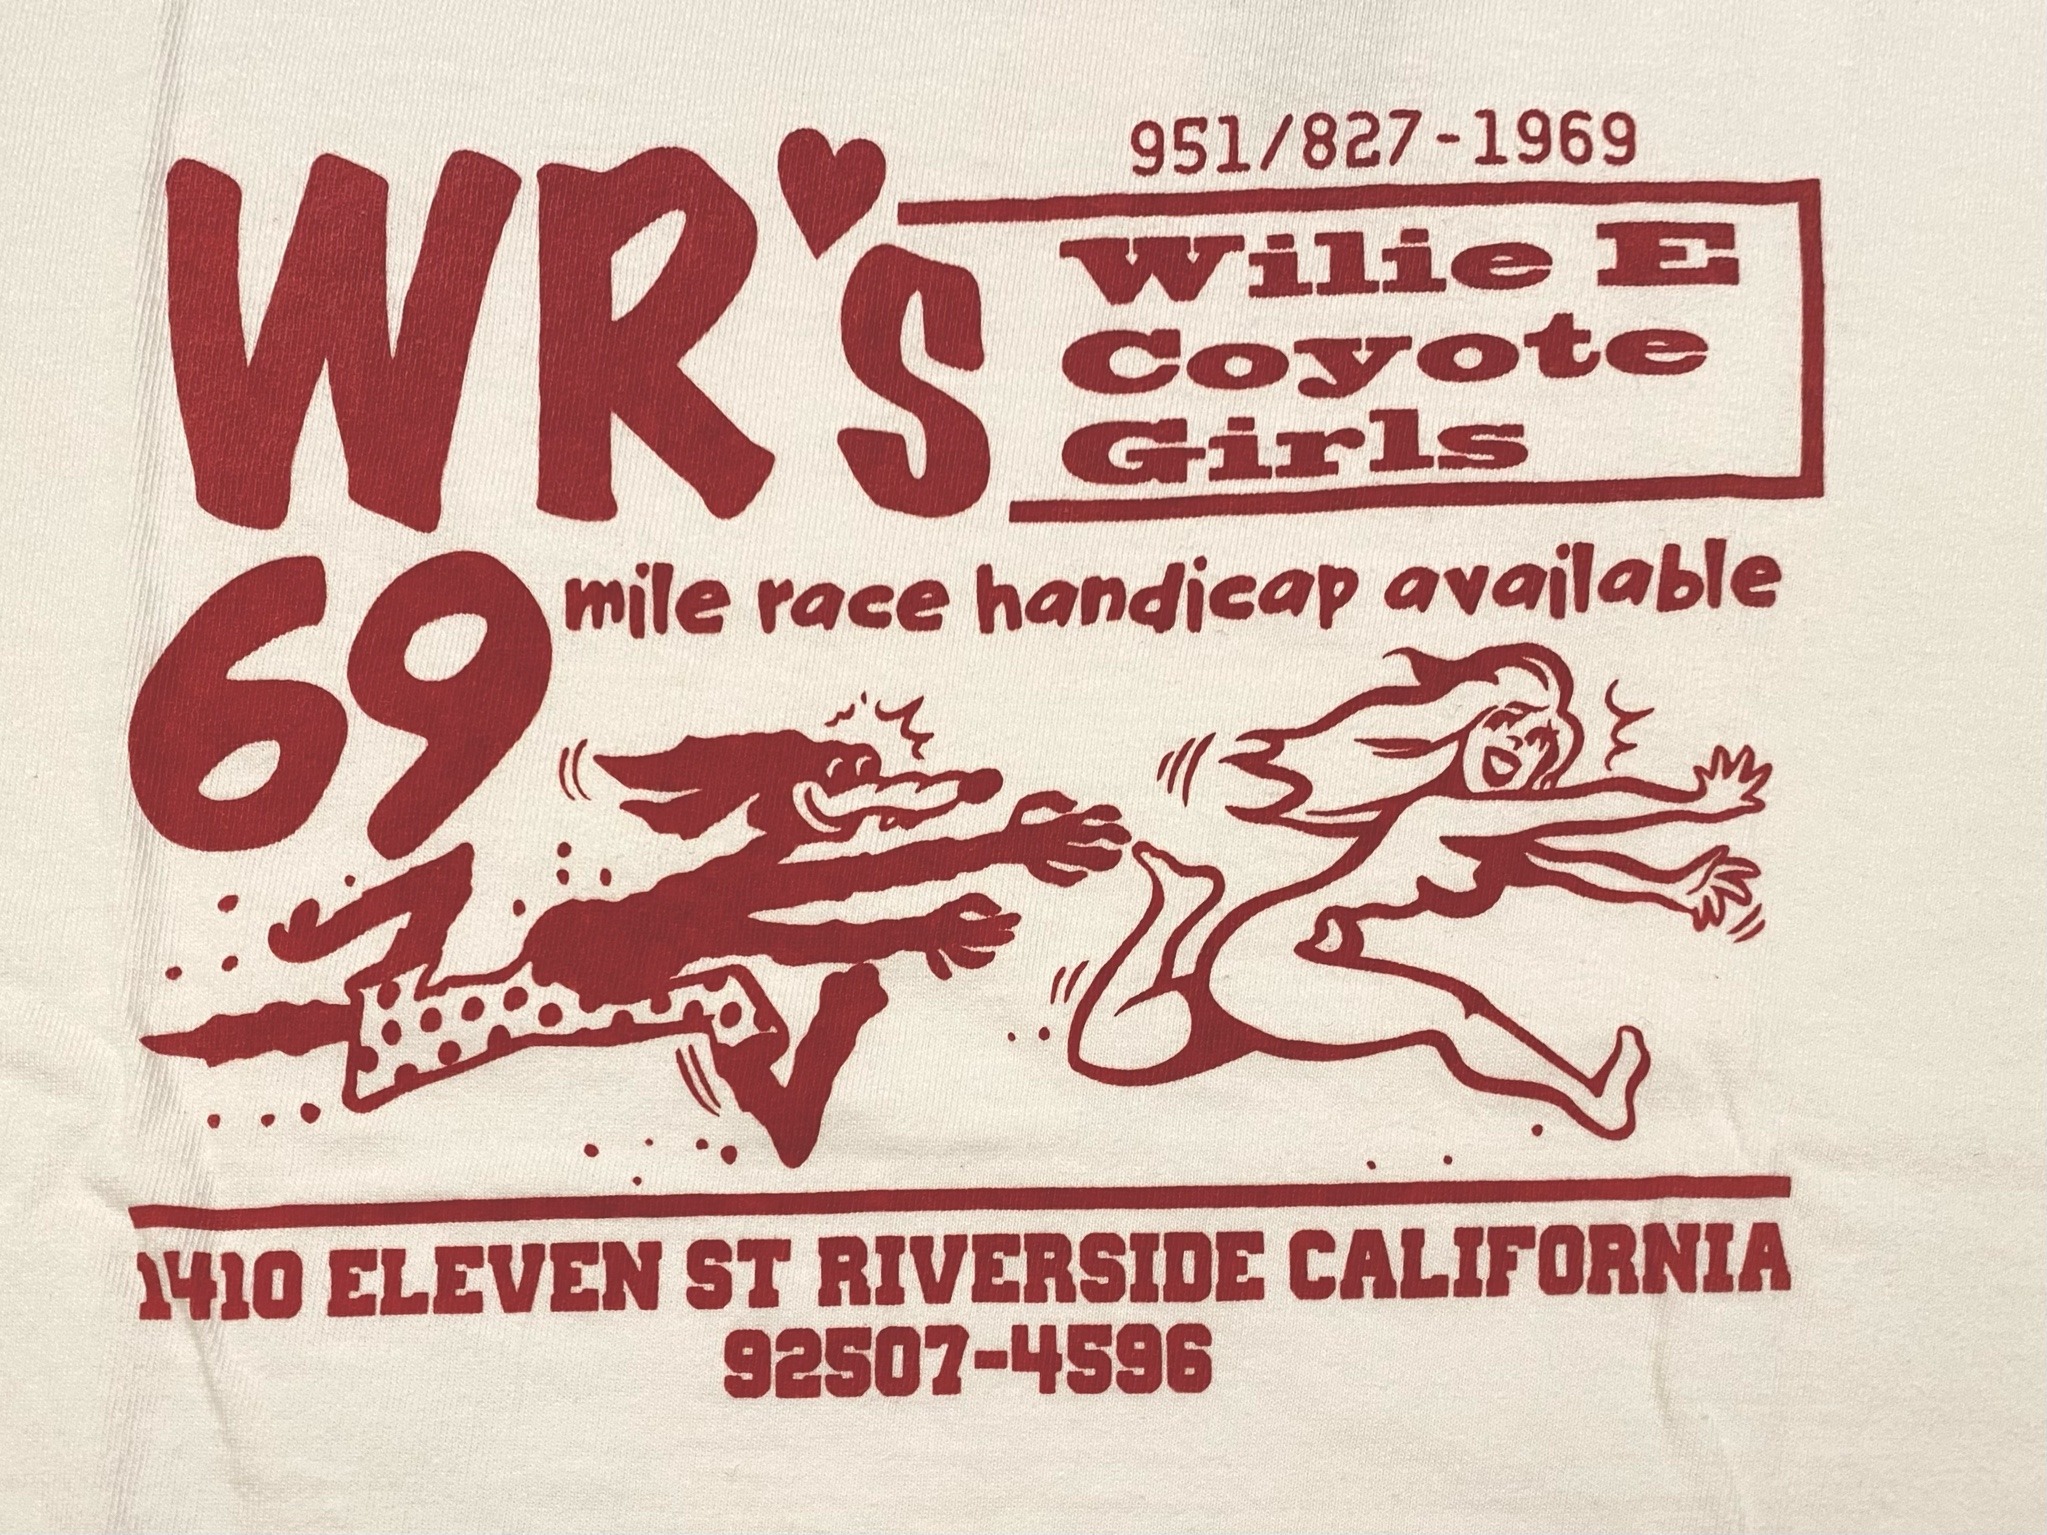 951/827-1969
WR's
Wilie E
Coyote
Girls
69 mile race handicap available
1410 ELEVEN ST RIVERSIDE CALIFORNIA
92507-4596